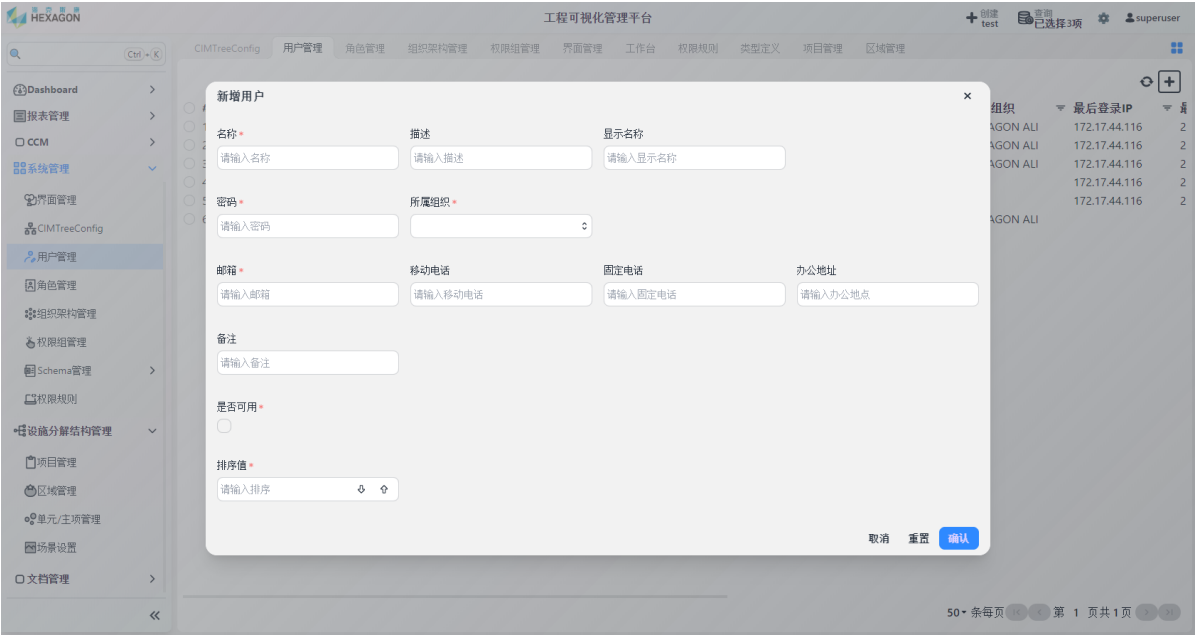 HEXAGON
工程可视化管理平台
创建
test
查询
已选择3项
superuser
Ctrl + K
CIMTreeConfig 用户管理 角色管理 组织架构管理 权限组管理 界面管理 工作台 权限规则 类型定义 项目管理 区域管理
Dashboard
报表管理
CCM
系统管理
界面管理
CIMTreeConfig
用户管理
角色管理
组织架构管理
权限组管理
Schema管理
权限规则
设施分解结构管理
项目管理
区域管理
单元/主项管理
场景设置
文档管理
组织 最后登录IP
AGON ALI 172.17.44.116 2
AGON ALI 172.17.44.116 2
AGON ALI 172.17.44.116 2
172.17.44.116 2
172.17.44.116 2
AGON ALI
新增用户
名称* 描述 显示名称
请输入名称 请输入描述 请输入显示名称
密码* 所属组织*
请输入密码
邮箱* 移动电话 固定电话 办公地址
请输入邮箱 请输入移动电话 请输入固定电话 请输入办公地点
备注
请输入备注
是否可用*
排序值*
请输入排序
取消 重置 确认
50 条每页 第 1 页共1页